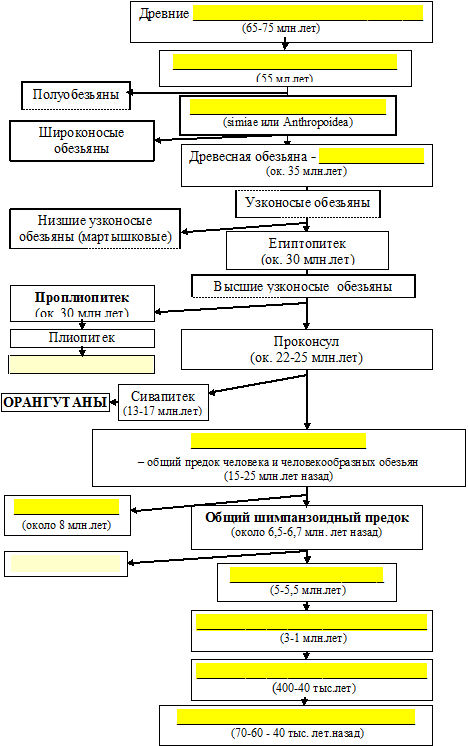 Древние
(65-75 млн.лет)
(55 мл.лет)
Полуобезьяны
(simiae или Anthropoidea)
Широконосые
обезьяны
Древесная обезьяна -
(ок. 35 млн.лет)
Узконосые обезьяны
Низшие узконосые
обезьяны (мартышковые)
Египтопитек
(ок. 30 млн.лет)
Высшие узконосые обезьяны
Проплиопитек
(ок. 30 млн.лет)
Плиопитек
Проконсул
(ок. 22-25 млн.лет)
Сивапитек
(13-17 млн.лет)
ОРАНГУТАНЫ
– общий предок человека и человекообразных обезьян
(15-25 млн.лет назад)
(около 8 млн.лет)
Общий шимпанзоидный предок
(около 6,5-6,7 млн. лет назад)
(5-5,5 млн.лет)
(3-1 млн.лет)
(400-40 тыс.лет)
(70-60 - 40 тыс. лет.назад)